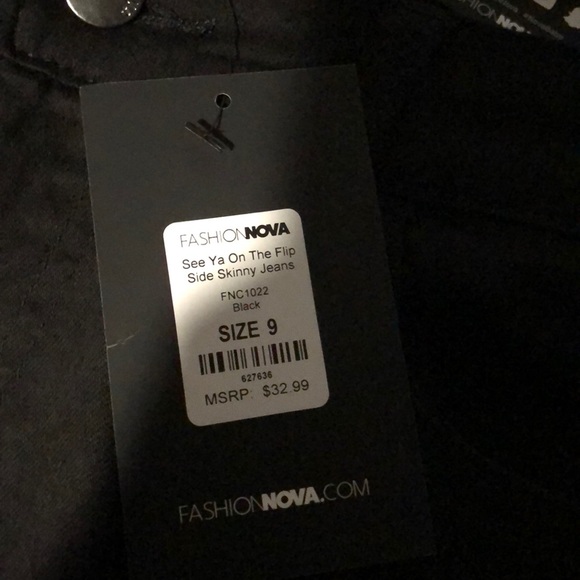 FASHIONNOVA
See Ya On The Flip
Side Skinny Jeans
FNC1022
Black
SIZE 9
627636
MSRP: $32.99
FASHIONNOVA.COM